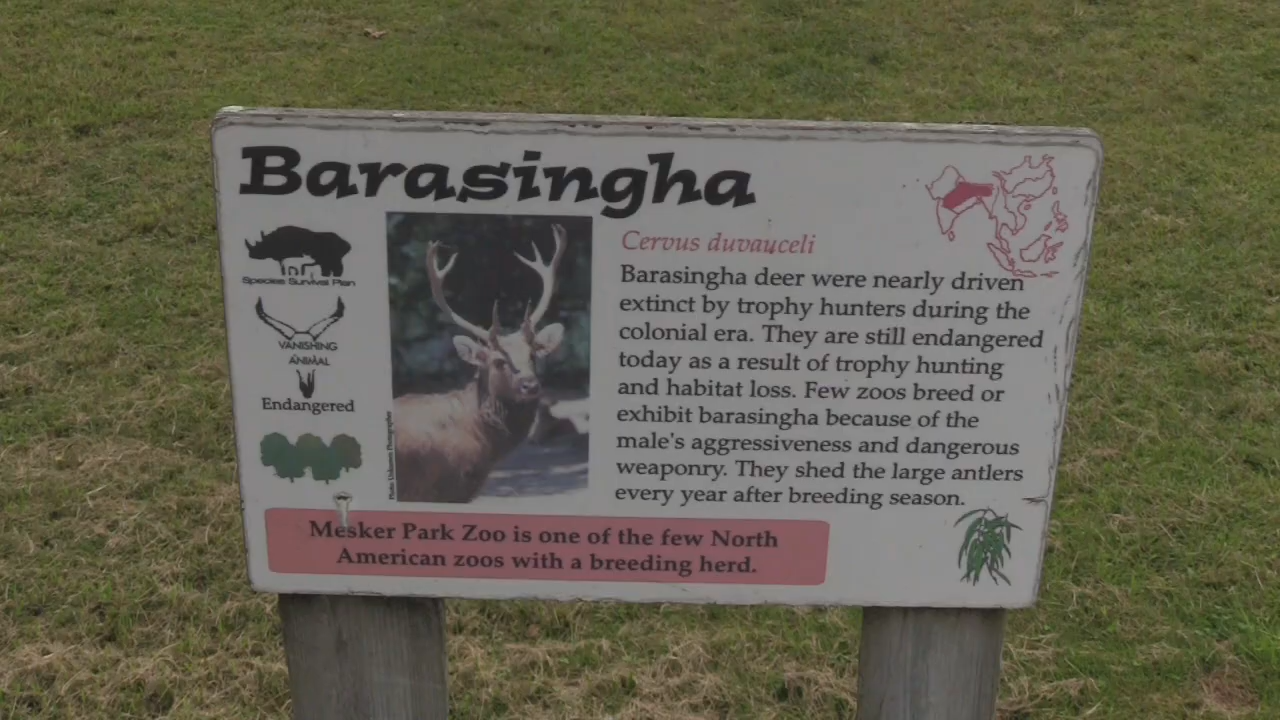 Barasingha
Species Survival Plan
VANISHING
ANIMAL
Endangered
Photo: Unknown Photographer
Cervus duvauceli
Barasingha deer were nearly driven
extinct by trophy hunters during the
colonial era. They are still endangered
today as a result of trophy hunting
and habitat loss. Few zoos breed or
exhibit barasingha because of the
male's aggressiveness and dangerous
weaponry. They shed the large antlers
every year after breeding season.
Mesker Park Zoo is one of the few North
American zoos with a breeding herd.